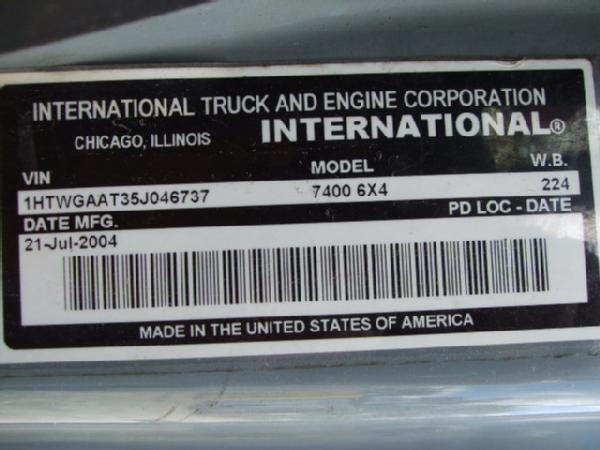 INTERNATIONAL TRUCK AND ENGINE CORPORATION
CHICAGO, ILLINOIS INTERNATIONAL®
VIN MODEL W.B.
1HTWGAAT35J046737 7400 6X4 224
DATE MFG. PD LOC - DATE
21-Jul-2004
MADE IN THE UNITED STATES OF AMERICA